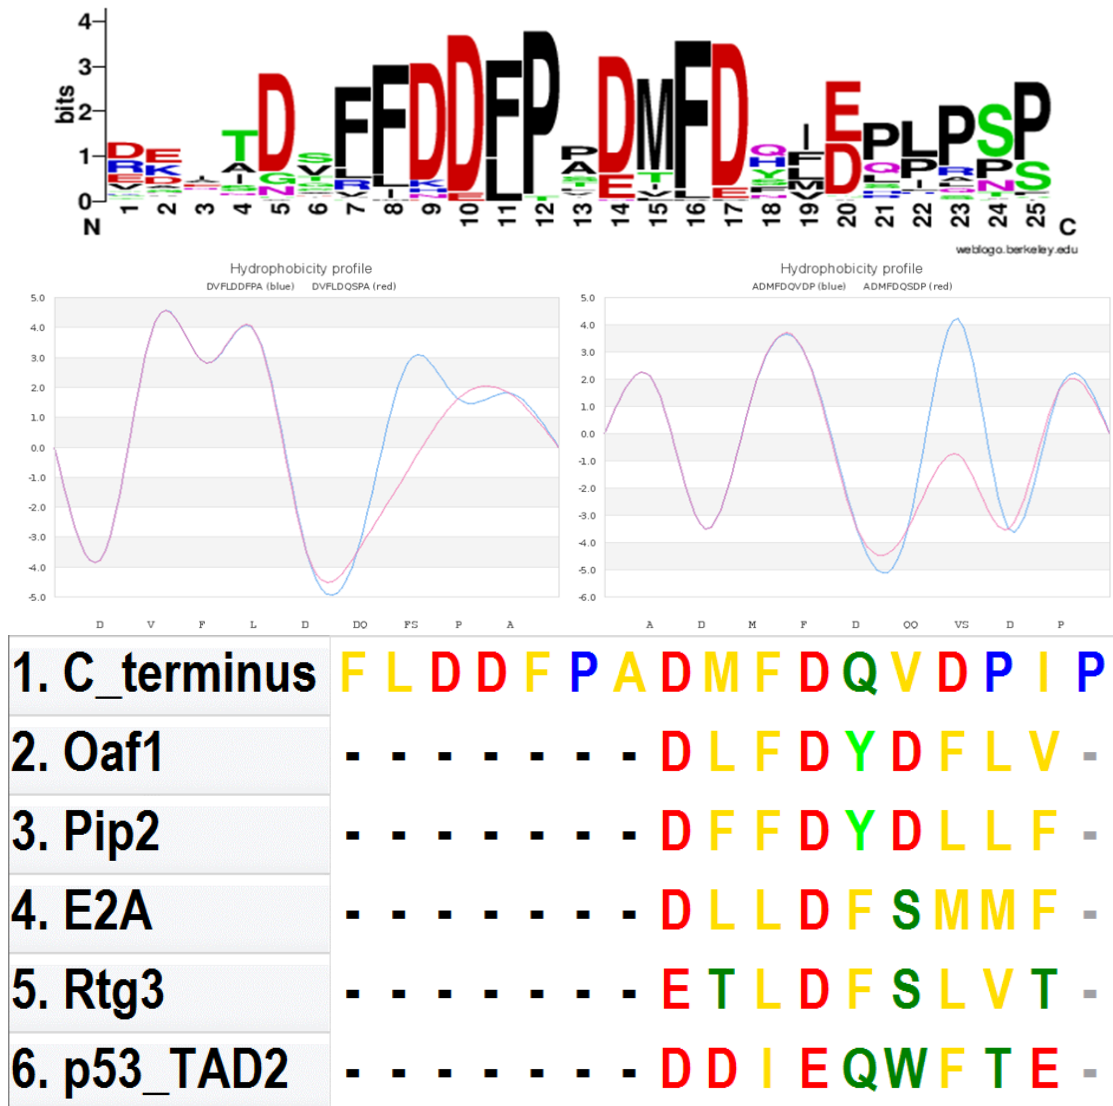 4
3
2
1
0
bits
D E T D S F F D D F P P D M F D Q I E P L P S P
R K A G V L L L A E T H F D Q P R P S
N 1 2 3 4 5 6 7 8 9 10 11 12 13 14 15 16 17 18 19 20 21 22 23 24 25 C
weblogo.berkeley.edu
Hydrophobicity profile
DVFLDDFPA (blue) DVFLDQSPA (red)
5.0
4.0
3.0
2.0
1.0
0.0
-1.0
-2.0
-3.0
-4.0
-5.0
D V F L D DQ FS P A
Hydrophobicity profile
ADMFDQVDP (blue) ADMFDQSDP (red)
5.0
4.0
3.0
2.0
1.0
0.0
-1.0
-2.0
-3.0
-4.0
-5.0
-6.0
A D M F D QQ VS D P
1. C_terminus F L D D F P A D M F D Q V D P I P
2. Oaf1 - - - - - - - D L F D Y D F L V -
3. Pip2 - - - - - - - D F F D Y D L L F -
4. E2A - - - - - - - D L L D F S M M F -
5. Rtg3 - - - - - - - E T L D F S L V T -
6. p53_TAD2 - - - - - - - D D I E Q W F T E -